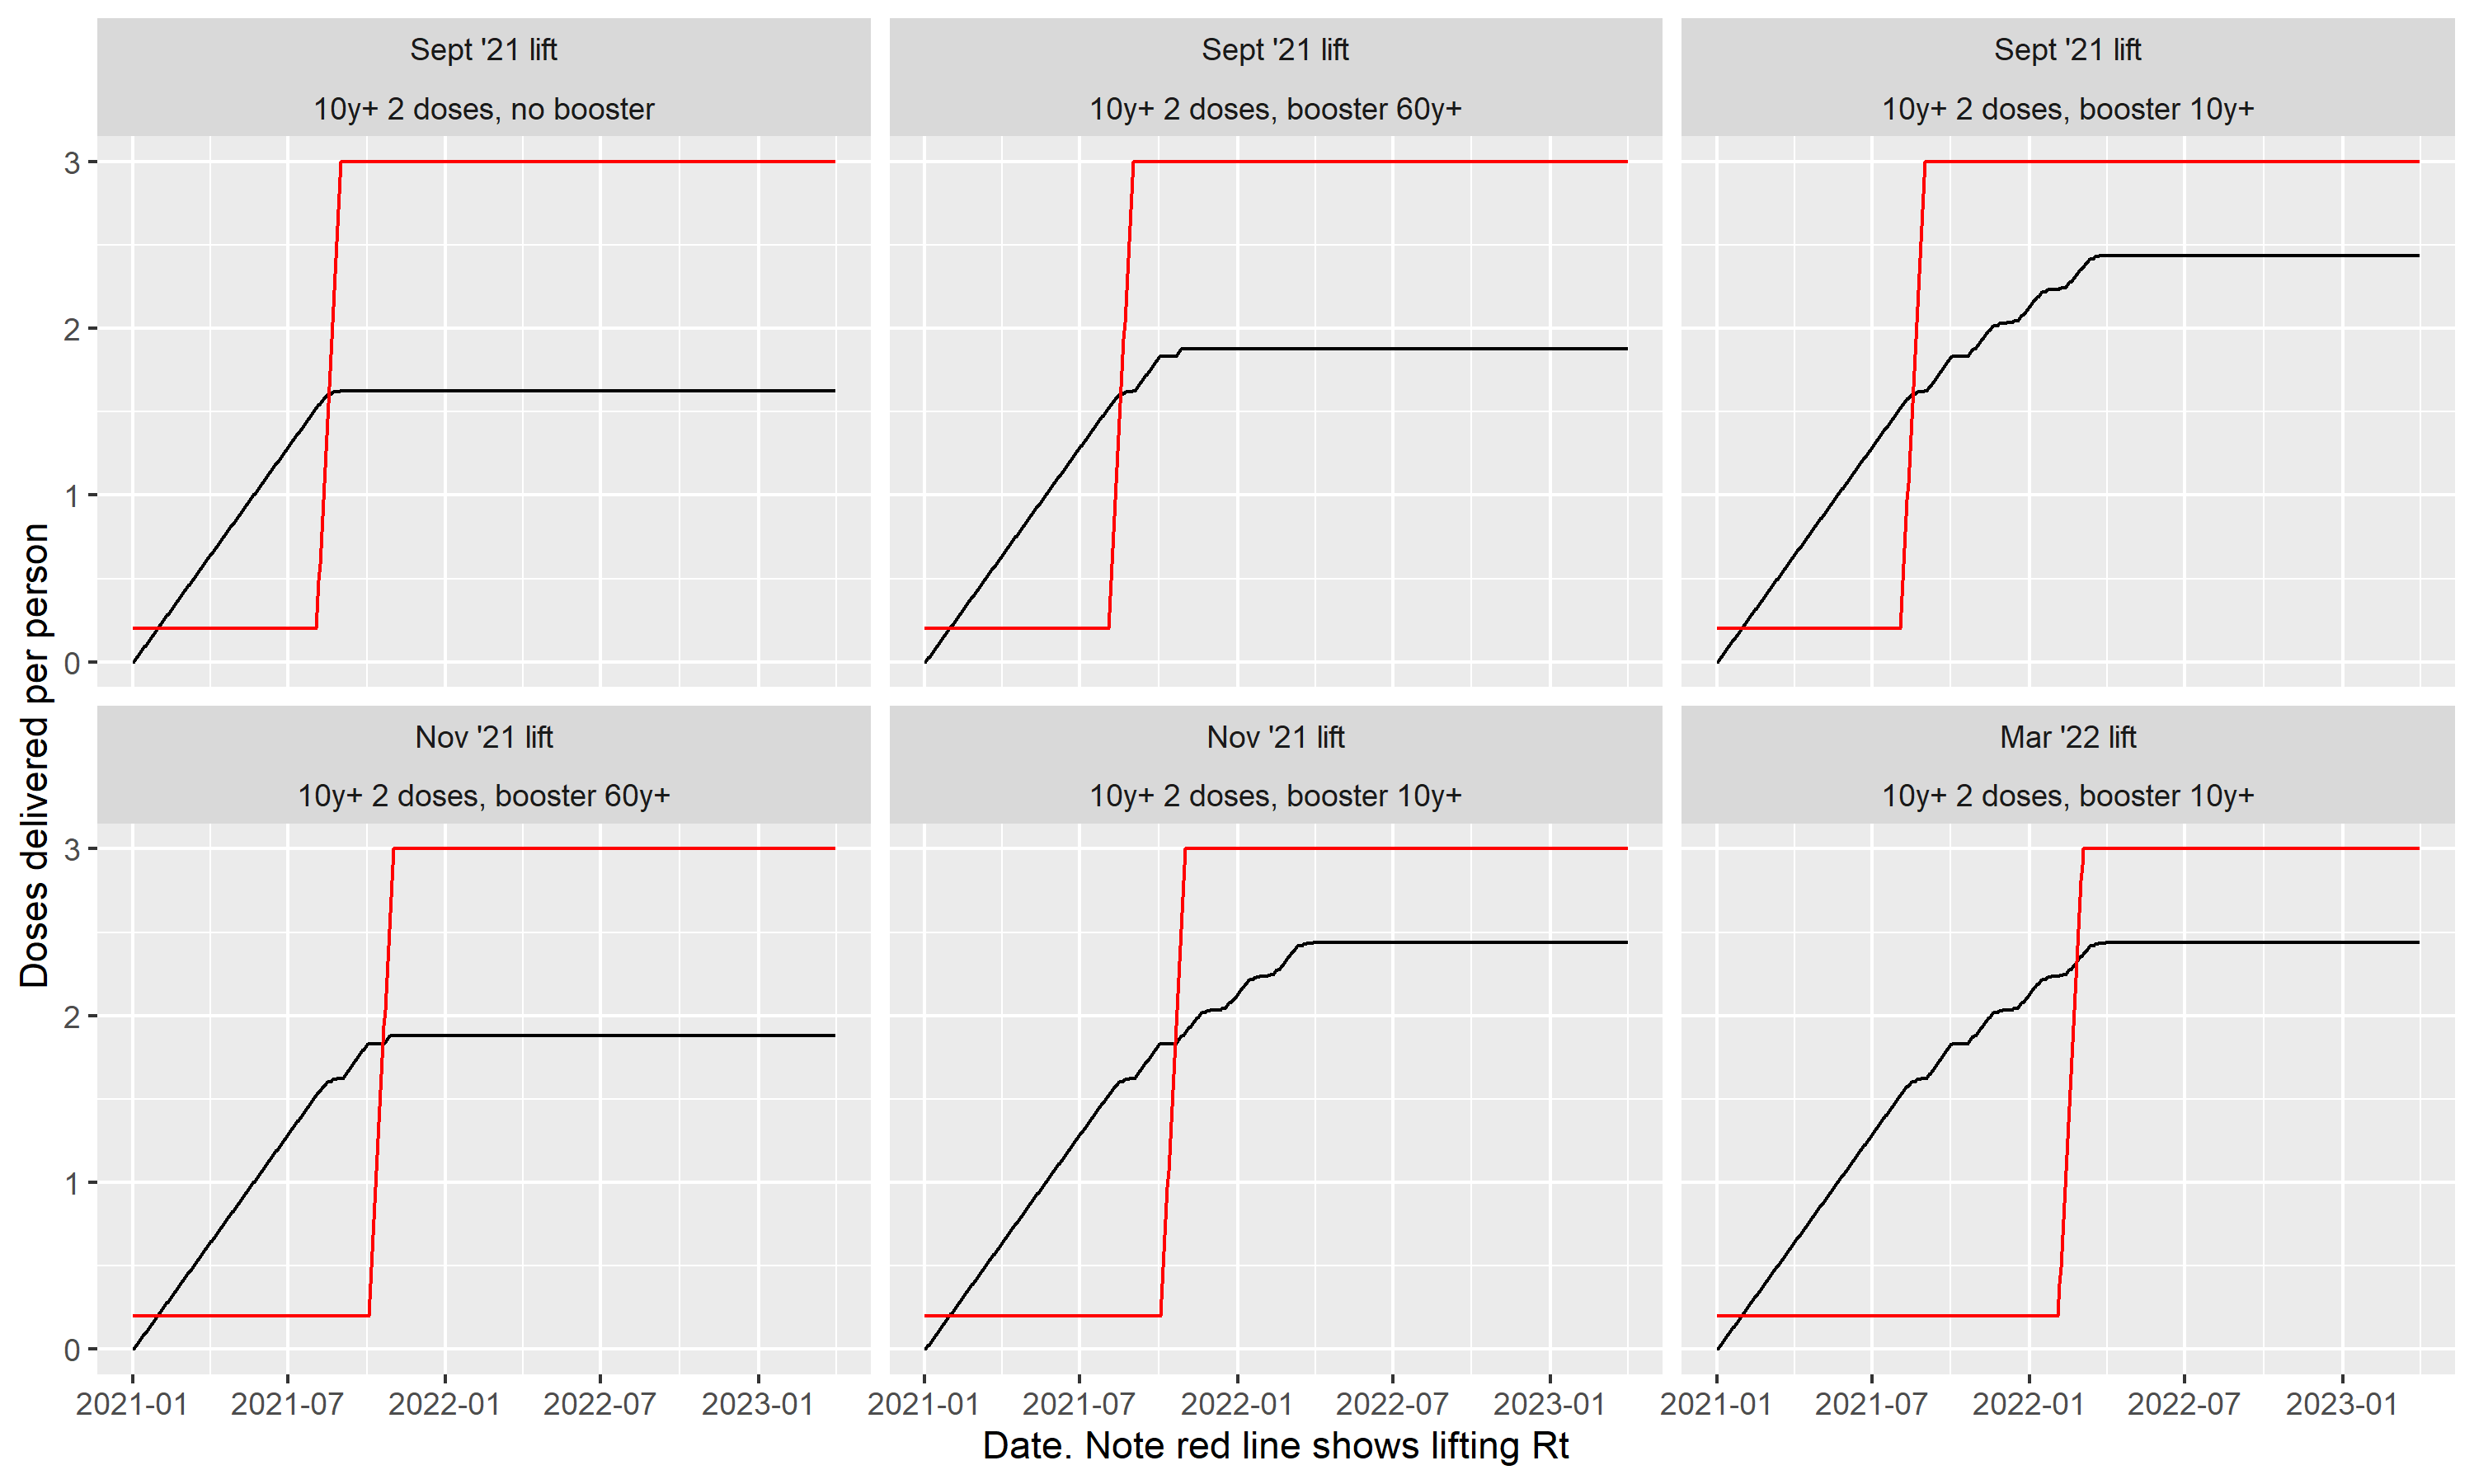 Sept '21 lift
10y+ 2 doses, no booster
Sept '21 lift
10y+ 2 doses, booster 60y+
Sept '21 lift
10y+ 2 doses, booster 10y+
3
2
1
0
Doses delivered per person
Nov '21 lift
10y+ 2 doses, booster 60y+
Nov '21 lift
10y+ 2 doses, booster 10y+
Mar '22 lift
10y+ 2 doses, booster 10y+
3
2
1
0
2021-01 2021-07 2022-01 2022-07 2023-01
2021-01 2021-07 2022-01 2022-07 2023-01
2021-01 2021-07 2022-01 2022-07 2023-01
Date. Note red line shows lifting Rt